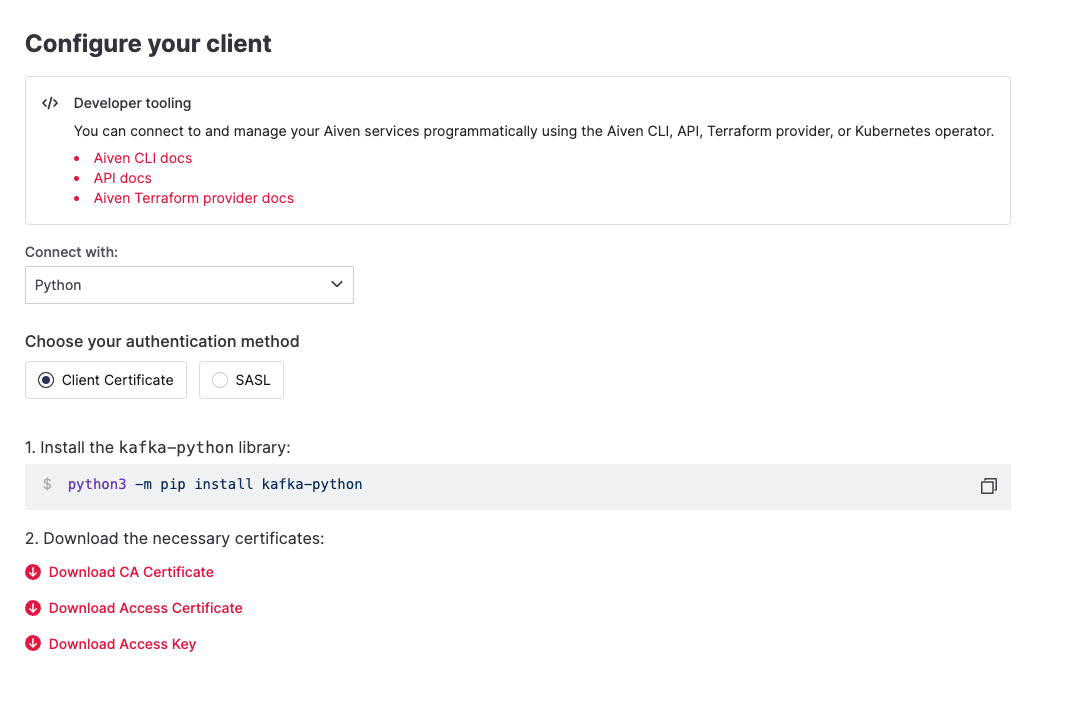 Configure your client
</> Developer tooling
You can connect to and manage your Aiven services programmatically using the Aiven CLI, API, Terraform provider, or Kubernetes operator.
• Aiven CLI docs
• API docs
• Aiven Terraform provider docs
Connect with:
Python
Choose your authentication method
Client Certificate SASL
1. Install the kafka-python library:
$ python3 -m pip install kafka-python
2. Download the necessary certificates:
Download CA Certificate
Download Access Certificate
Download Access Key